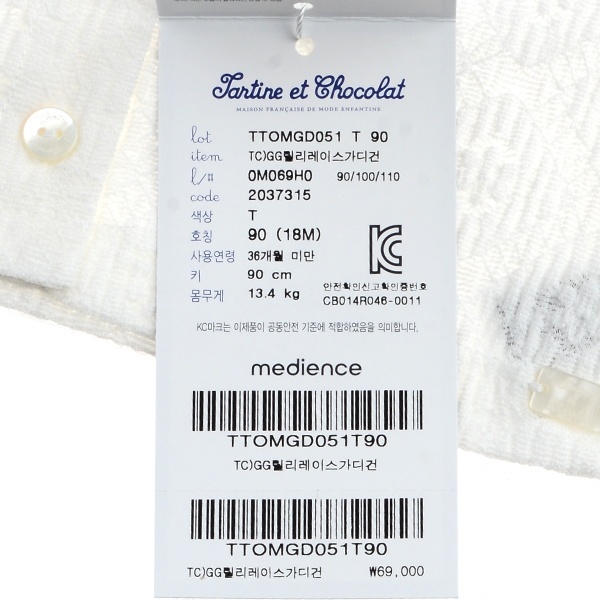 Tartine et Chocolat
MAISON FRANÇAISE DE MODE ENFANTINE
lot TTOMGD051 T 90
item TC)GG릴리레이스가디건
l/# 0M069H0 90/100/110
code 2037315
색상 T
호칭 90 (18M)
사용연령 36개월 미만
키 90 cm
몸무게 13.4 kg
안전확인신고확인증번호
CB014R046-0011
KC마크는 이제품이 공동안전 기준에 적합하였음을 의미합니다.
medience
TTOMGD051T90
TC)GG릴리레이스가디건
TTOMGD051T90
TC)GG릴리레이스가디건 ₩69,000